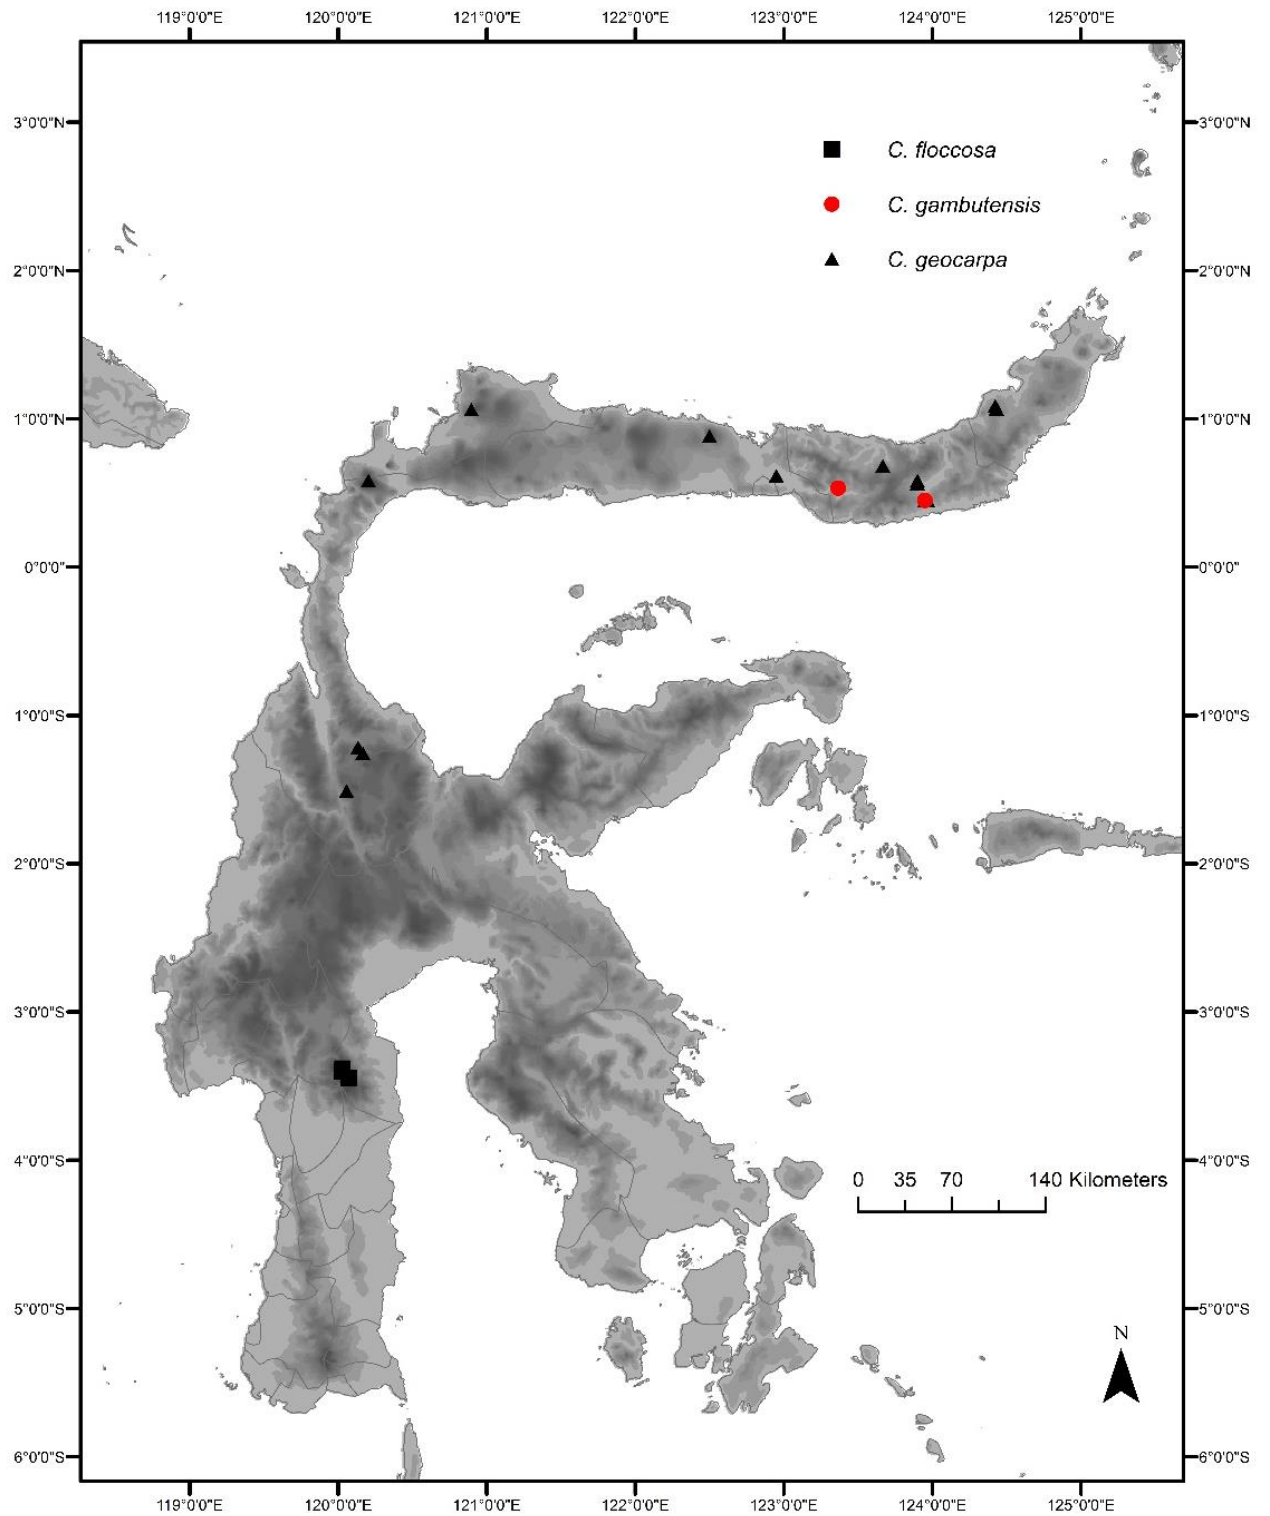 119°0'0"E 120°0'0"E 121°0'0"E 122°0'0"E 123°0'0"E 124°0'0"E 125°0'0"E
3°0'0"N 3°0'0"N
C. floccosa
C. gambutensis
C. geocarpa
2°0'0"N 2°0'0"N
1°0'0"N 1°0'0"N
0°0'0" 0°0'0"
1°0'0"S 1°0'0"S
2°0'0"S 2°0'0"S
3°0'0"S 3°0'0"S
4°0'0"S 4°0'0"S
0 35 70 140 Kilometers
5°0'0"S 5°0'0"S
N
6°0'0"S 6°0'0"S
119°0'0"E 120°0'0"E 121°0'0"E 122°0'0"E 123°0'0"E 124°0'0"E 125°0'0"E